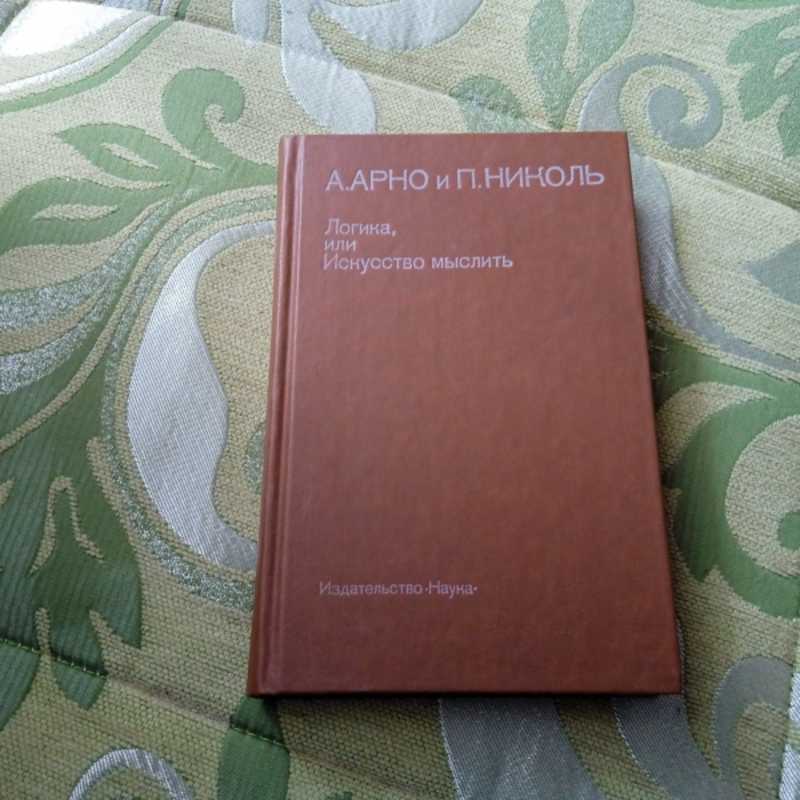 А.АРНО и П.НИКОЛЬ
Логика,
или
Искусство мыслить
Издательство ·Наука·